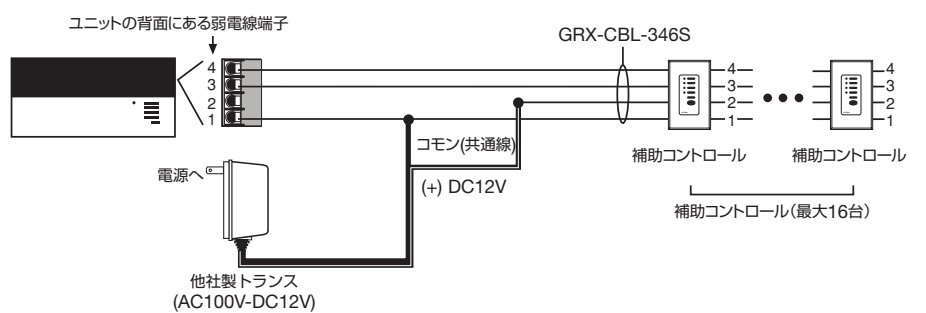 ユニットの背面にある弱電線端子
GRX-CBL-346S
4
3
2
1
4
3
2
1
4
3
2
1
コモン(共通線)
(+) DC12V
電源へ
補助コントロール
補助コントロール
補助コントロール(最大16台)
他社製トランス
(AC100V-DC12V)